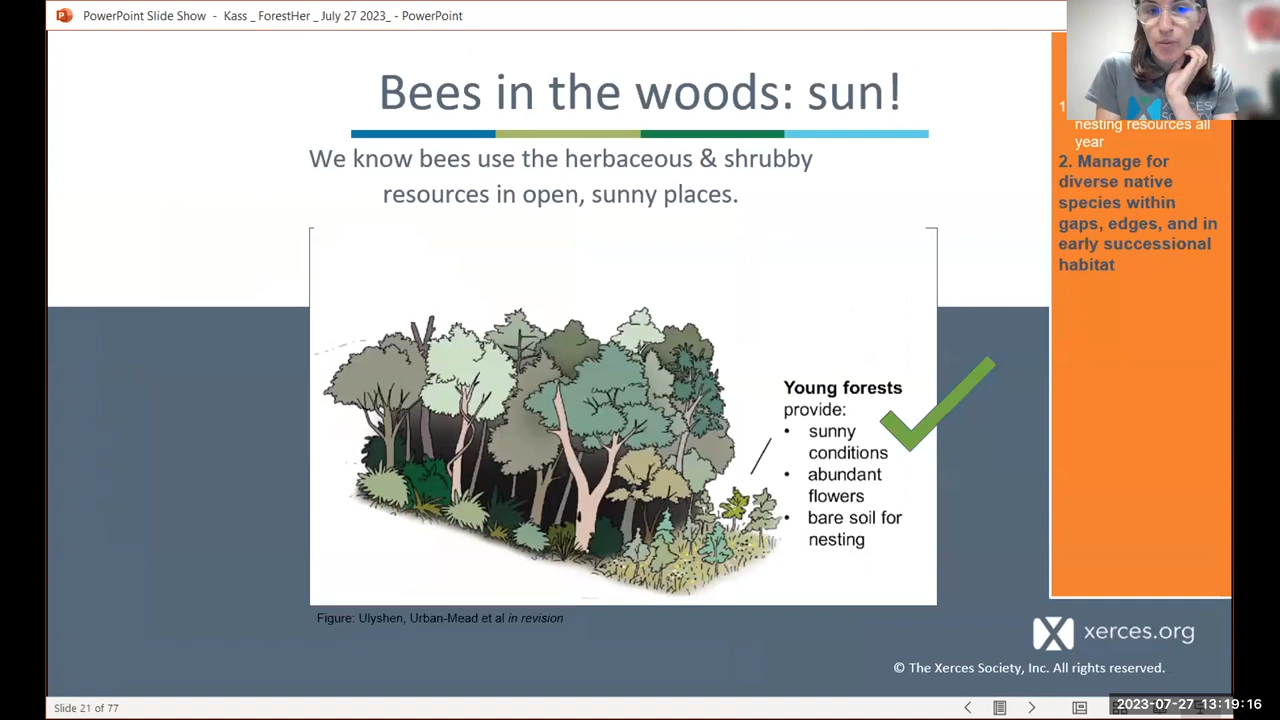 PowerPoint Slide Show - Kass _ ForestHer _ July 27 2023_ - PowerPoint
Bees in the woods: sun!
We know bees use the herbaceous & shrubby
resources in open, sunny places.
Young forests
provide:
• sunny
conditions
• abundant
flowers
• bare soil for
nesting
Figure: Ulyshen, Urban-Mead et al in revision
XERCES
SOCIETY
1
nesting resources all
year
2. Manage for
diverse native
species within
gaps, edges, and in
early successional
habitat
xerces.org
© The Xerces Society, Inc. All rights reserved.
Slide 21 of 77
2023-07-27 13:19:16